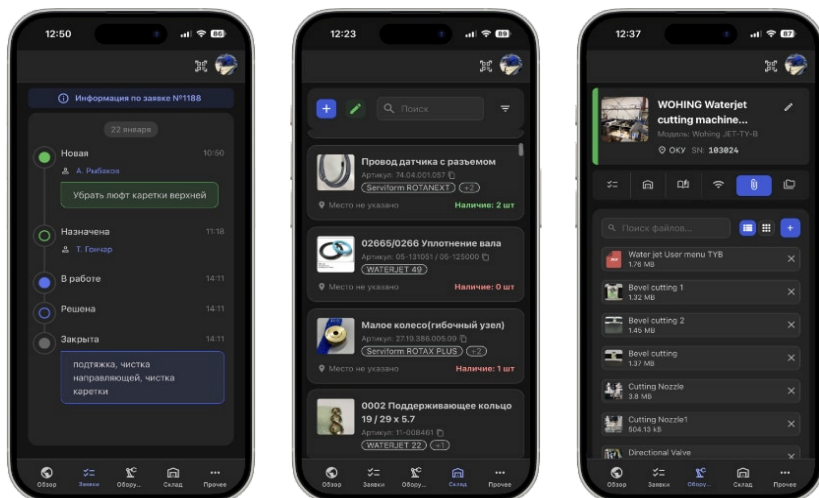 12:50
86
Информация по заявке №1188
22 января
Новая
10:50
А. Рыбаков
Убрать люфт каретки верхней
Назначена
11:18
Т. Гончар
В работе
14:11
Решена
14:11
Закрыта
14:11
подтяжка, чистка
направляющей, чистка
каретки
Обзор
Заявки
Обору...
Склад
Прочее
12:23
89
Поиск
Провод датчика с разъемом
Артикул: 74.04.001.057
Serviform ROTANEXT
+2
Место не указано
Наличие: 2 шт
02665/0266 Уплотнение вала
Артикул: 05-131051 / 05-125000
WATERJET 49
Место не указано
Наличие: 0 шт
Малое колесо(гибочный узел)
Артикул: 27.19.386.005.09
Serviform ROTAX PLUS
+2
Место не указано
Наличие: 1 шт
0002 Поддерживающее кольцо
19 / 29 x 5.7
Артикул: 11-008461
WATERJET 22
+1
Обзор
Заявки
Обору...
Склад
Прочее
12:37
87
WOHING Waterjet
cutting machine...
Модель: Wohing JET-TY-B
ОКУ SN: 103024
Поиск файлов...
Water jet User menu TYB
1.76 MB
Bevel cutting 1
1.32 MB
Bevel cutting 2
1.45 MB
Bevel cutting
1.37 MB
Cutting Nozzle
3.8 MB
Cutting Nozzle1
504.13 kB
Directional Valve
Обзор
Заявки
Обору...
Склад
Прочее